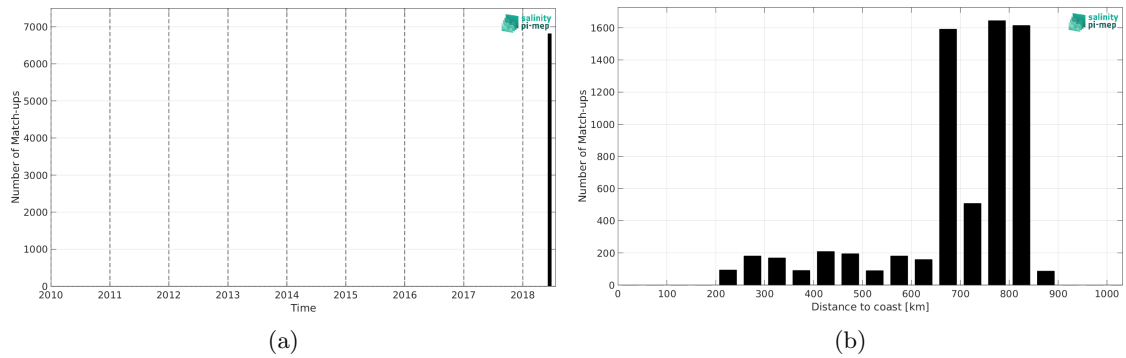 salinity
pi-mep
7000
6000
5000
4000
3000
2000
1000
0
Number of Match-ups
2010 2011 2012 2013 2014 2015 2016 2017 2018
Time
(a)
salinity
pi-mep
1600
1400
1200
1000
800
600
400
200
0
Number of Match-ups
0 100 200 300 400 500 600 700 800 900 1000
Distance to coast [km]
(b)